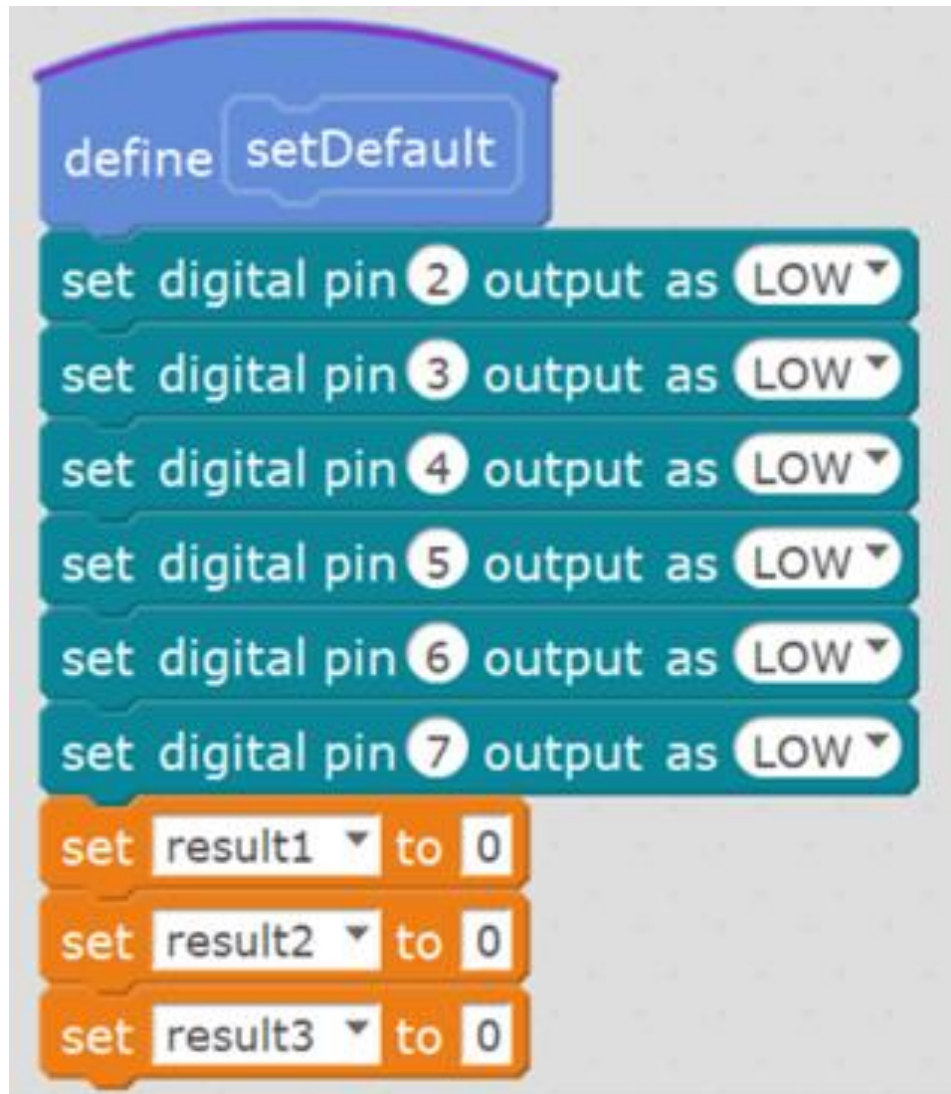 define setDefault
set digital pin 2 output as LOW
set digital pin 3 output as LOW
set digital pin 4 output as LOW
set digital pin 5 output as LOW
set digital pin 6 output as LOW
set digital pin 7 output as LOW
set result1 to 0
set result2 to 0
set result3 to 0